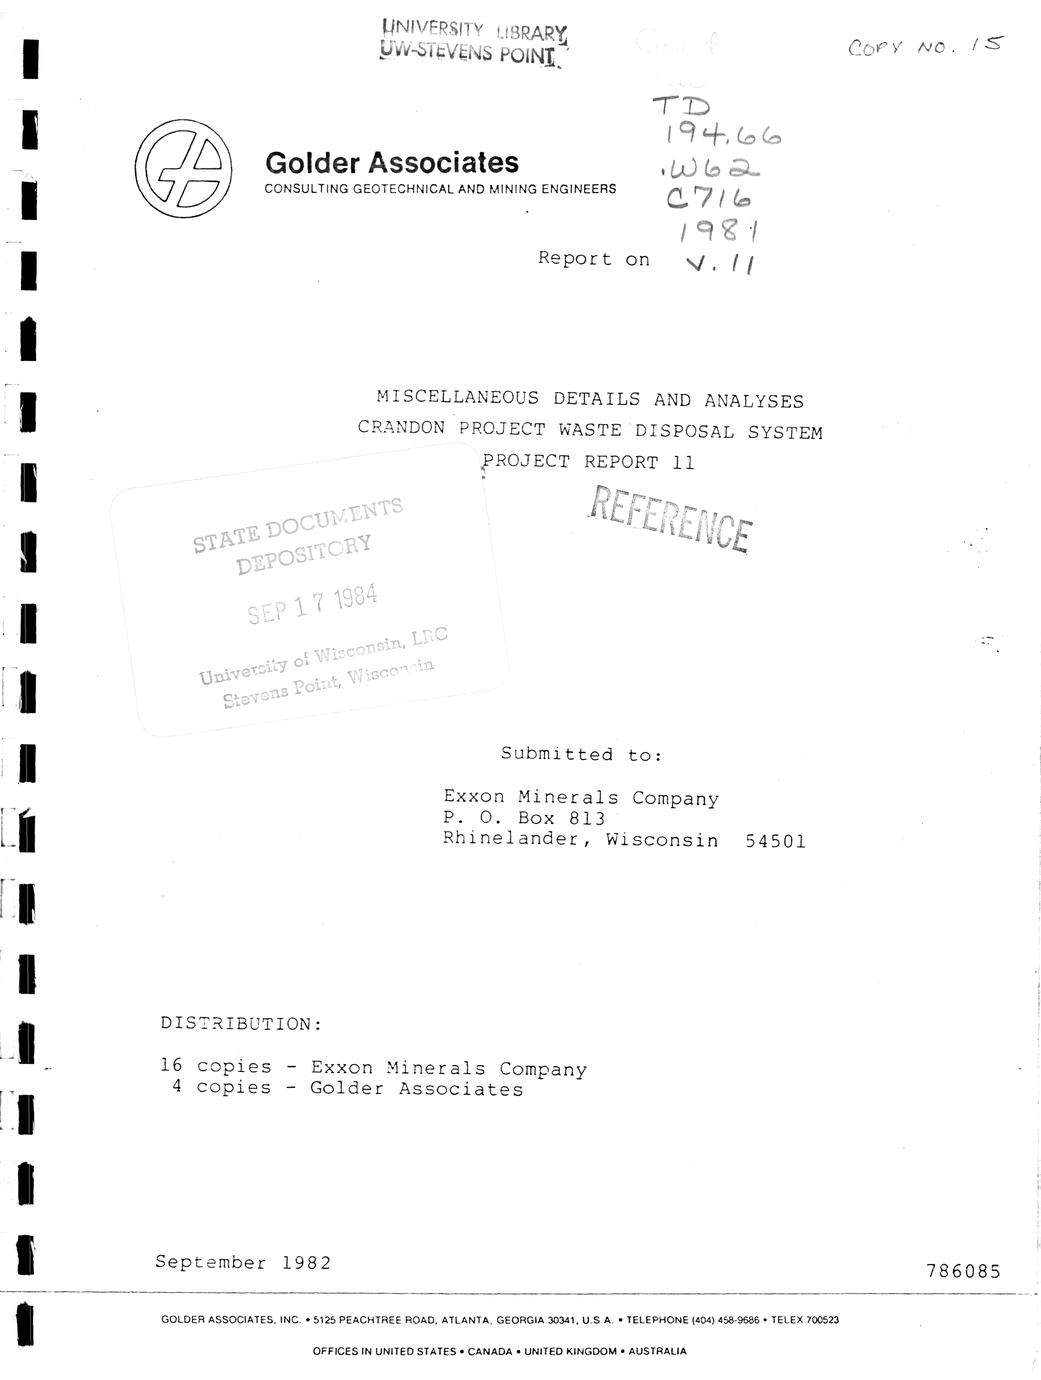 UNIVERSITY LIBRARY
UW-STEVENS POINT
COPY NO. 15
TD
194.66
.W62
C716
1981
V. 11
Golder Associates
CONSULTING GEOTECHNICAL AND MINING ENGINEERS
Report on
MISCELLANEOUS DETAILS AND ANALYSES
CRANDON PROJECT WASTE DISPOSAL SYSTEM
PROJECT REPORT 11
REFERENCE
STATE DOCUMENTS
DEPOSITORY
SEP 17 1984
University of Wisconsin, LRC
Stevens Point, Wisconsin
Submitted to:
Exxon Minerals Company
P. O. Box 813
Rhinelander, Wisconsin 54501
DISTRIBUTION:
16 copies - Exxon Minerals Company
4 copies - Golder Associates
September 1982
786085
GOLDER ASSOCIATES, INC. • 5125 PEACHTREE ROAD, ATLANTA, GEORGIA 30341, U.S.A. • TELEPHONE (404) 458-9686 • TELEX 700523
OFFICES IN UNITED STATES • CANADA • UNITED KINGDOM • AUSTRALIA